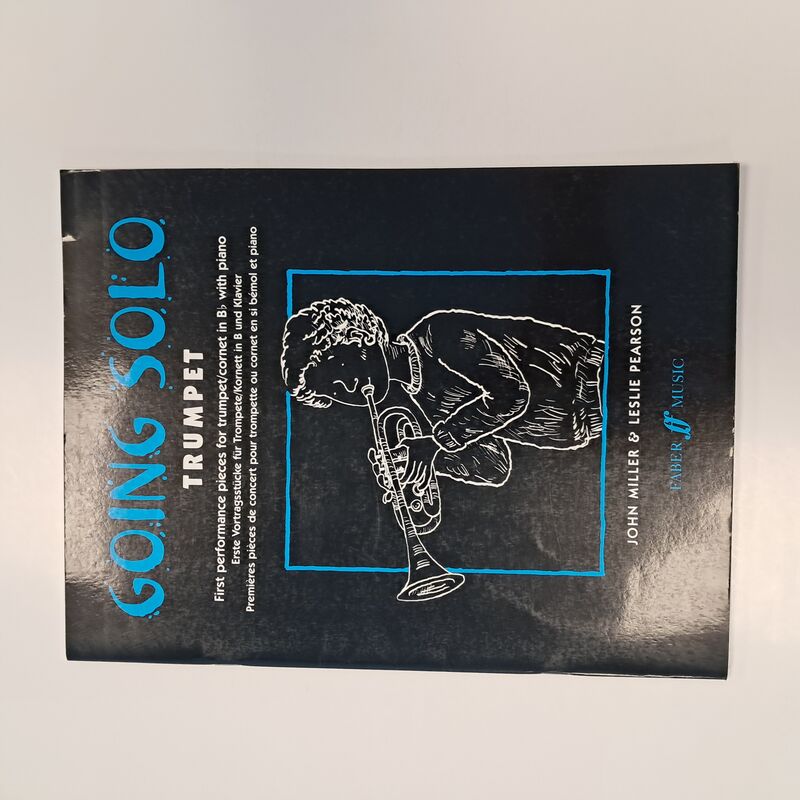 GOING SOLO
TRUMPET
First performance pieces for trumpet/cornet in B♭ with piano
Erste Vortragsstücke für Trompete/Kornett in B und Klavier
Premières pièces de concert pour trompette ou cornet en si bémol et piano
JOHN MILLER & LESLIE PEARSON
FABER ff MUSIC